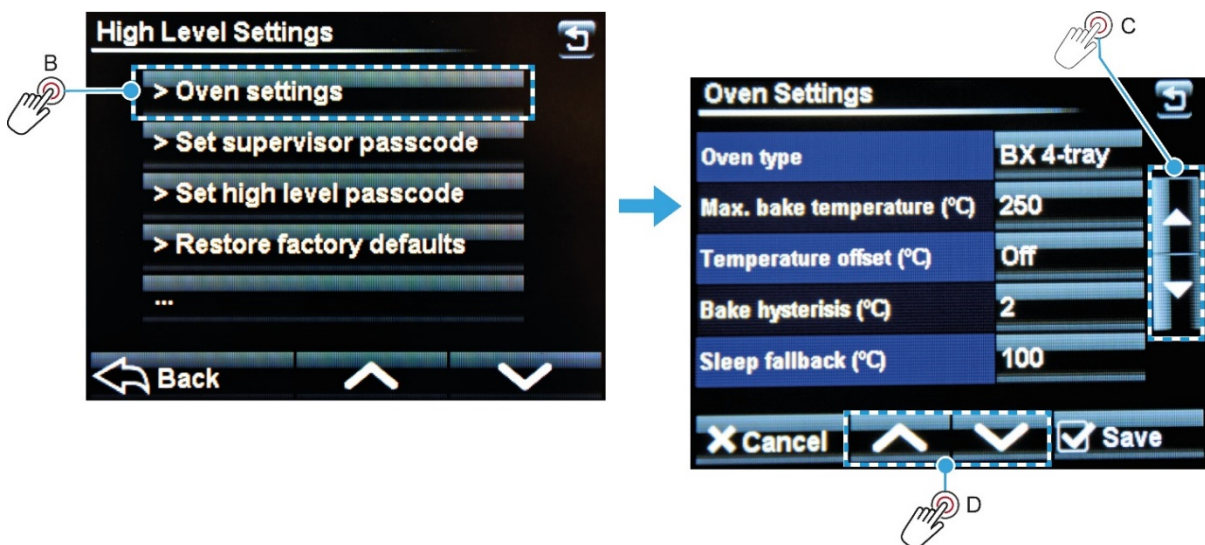 High Level Settings
B
> Oven settings
> Set supervisor passcode
> Set high level passcode
> Restore factory defaults
...
Back
C
Oven Settings
Oven type BX 4-tray
Max. bake temperature (ºC) 250
Temperature offset (ºC) Off
Bake hysterisis (ºC) 2
Sleep fallback (ºC) 100
Cancel Save
D